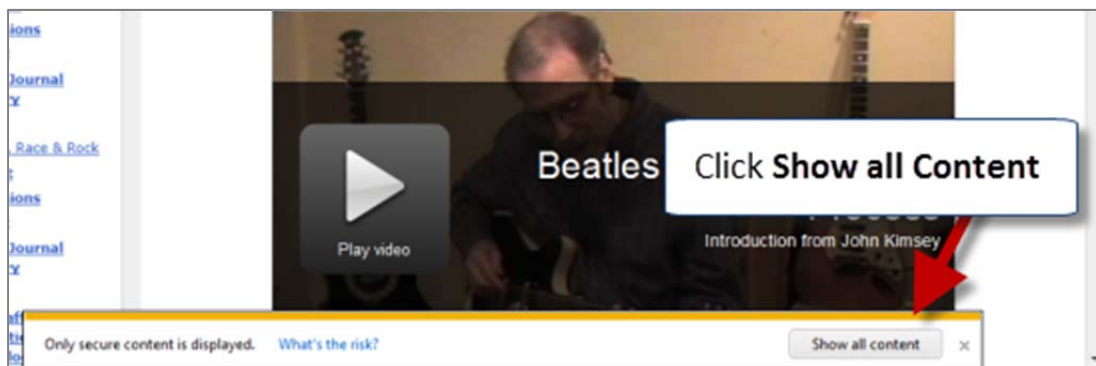 ions
Journal
Y
, Race & Rock
ions
Journal
Y
Beatles
Click Show all Content
Introduction from John Kimsey
Play video
Only secure content is displayed. What's the risk? Show all content ×